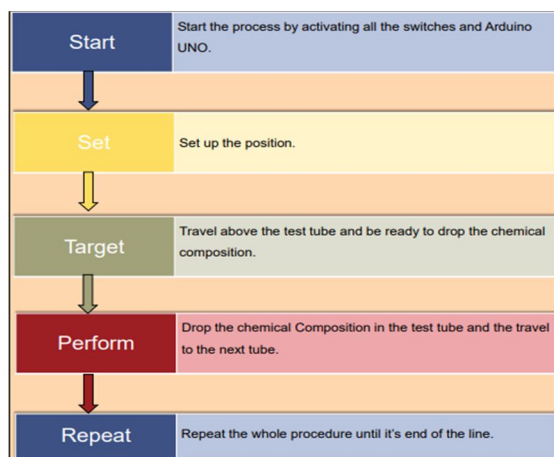 Start
Start the process by activating all the switches and Arduino
UNO.
Set
Set up the position.
Target
Travel above the test tube and be ready to drop the chemical
composition.
Perform
Drop the chemical Composition in the test tube and the travel
to the next tube.
Repeat
Repeat the whole procedure until it's end of the line.